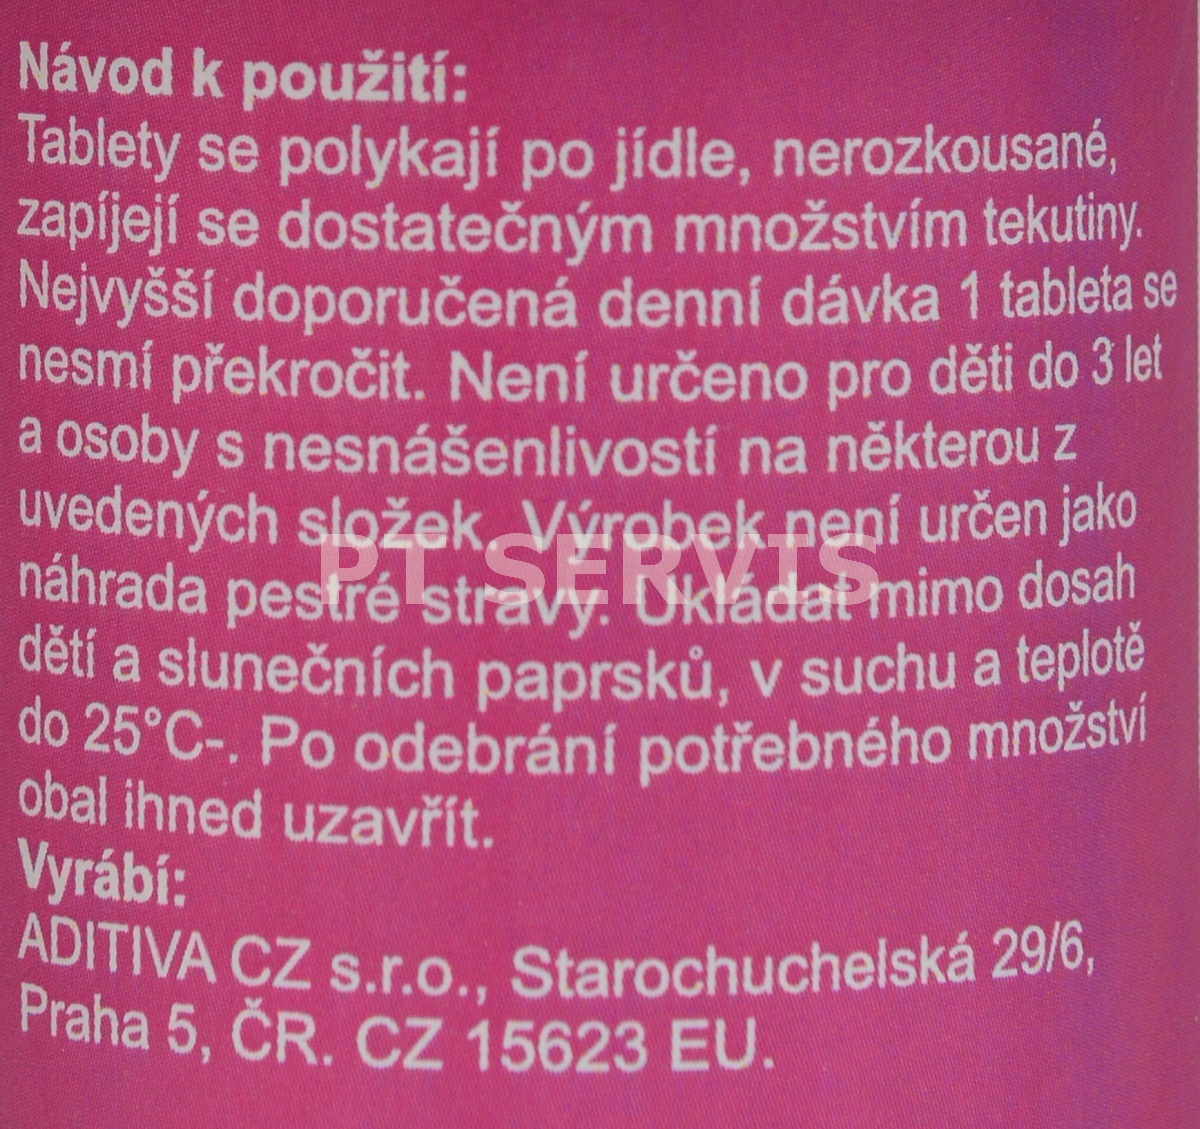 Návod k použití:
Tablety se polykají po jídle, nerozkousané,
zapíjejí se dostatečným množstvím tekutiny.
Nejvyšší doporučená denní dávka 1 tableta se
nesmí překročit. Není určeno pro děti do 3 let
a osoby s nesnášenlivostí na některou z
uvedených složek. Výrobek není určen jako
PT SERVIS
náhrada pestré stravy. Ukládat mimo dosah
dětí a slunečních paprsků, v suchu a teplotě
do 25°C-. Po odebrání potřebného množství
obal ihned uzavřít.
Vyrábí:
ADITIVA CZ s.r.o., Starochuchelská 29/6,
Praha 5, ČR. CZ 15623 EU.